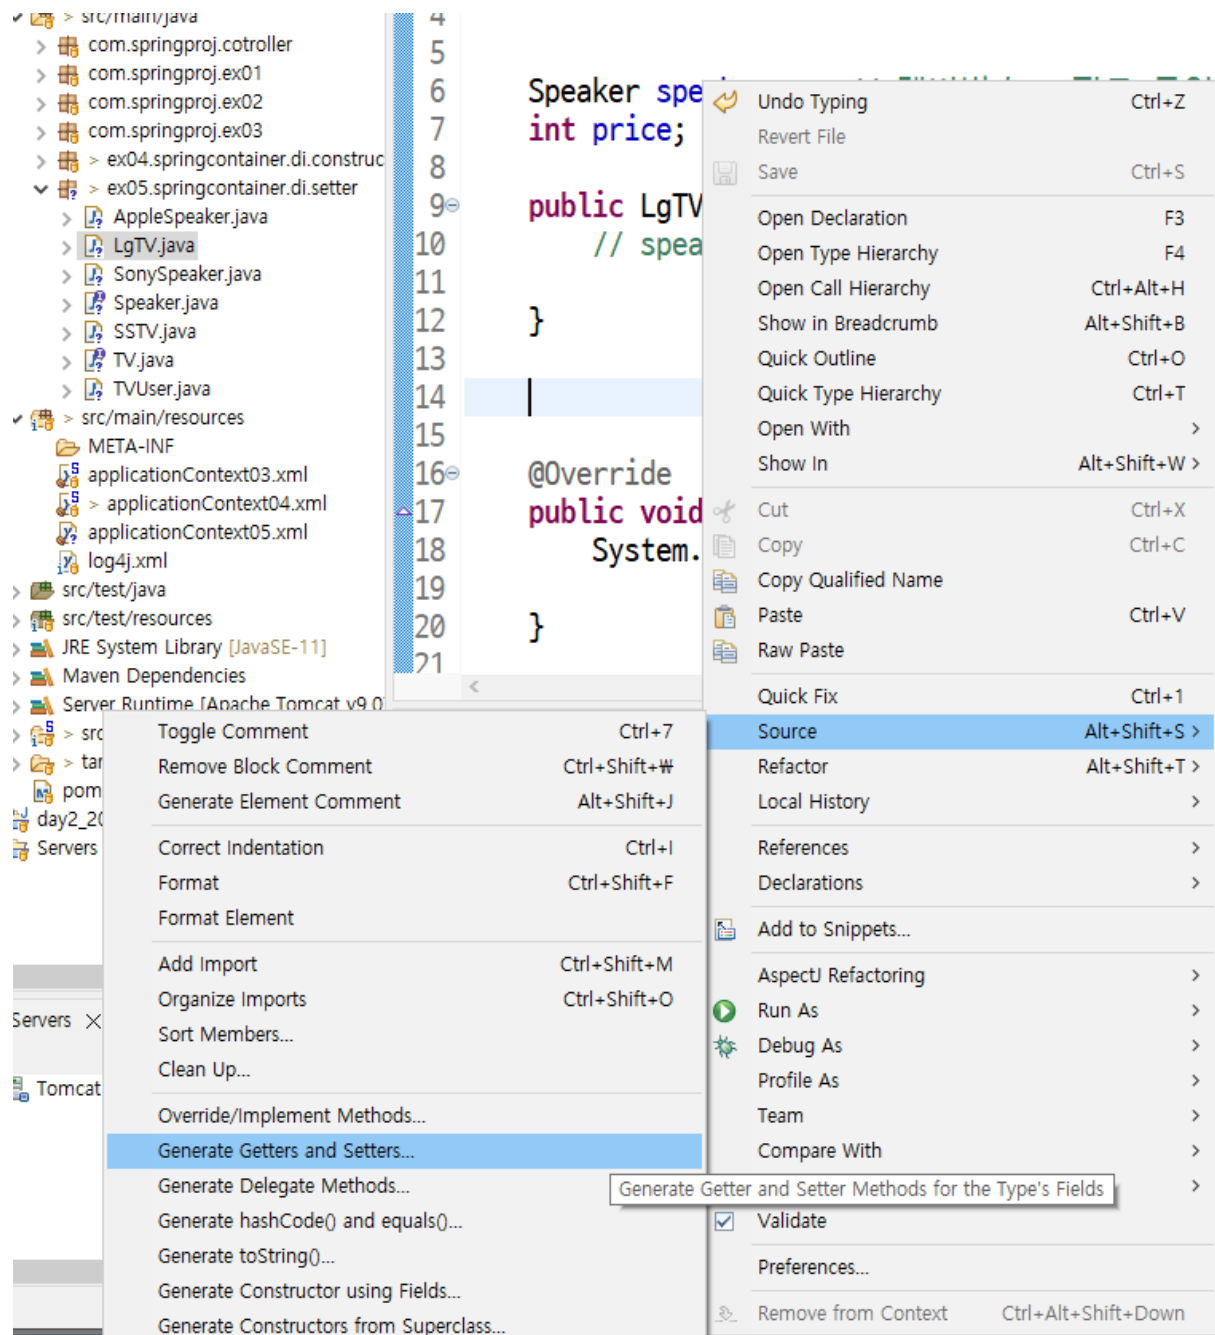 > src/main/java
com.springproj.cotroller
com.springproj.ex01
com.springproj.ex02
com.springproj.ex03
> ex04.springcontainer.di.construc
> ex05.springcontainer.di.setter
AppleSpeaker.java
LgTV.java
SonySpeaker.java
Speaker.java
SSTV.java
TV.java
TVUser.java
> src/main/resources
META-INF
applicationContext03.xml
> applicationContext04.xml
applicationContext05.xml
log4j.xml
src/test/java
src/test/resources
JRE System Library [JavaSE-11]
Maven Dependencies
Server Runtime [Apache Tomcat v9.0
> src
> tar
pom
day2_20
Servers
Servers
Tomcat
4
5
6 Speaker spe
7 int price;
8
9 public LgTV
10 // spea
11
12 }
13
14
15
16 @Override
17 public void
18 System.
19
20 }
21
Undo Typing Ctrl+Z
Revert File
Save Ctrl+S
Open Declaration F3
Open Type Hierarchy F4
Open Call Hierarchy Ctrl+Alt+H
Show in Breadcrumb Alt+Shift+B
Quick Outline Ctrl+O
Quick Type Hierarchy Ctrl+T
Open With >
Show In Alt+Shift+W >
Cut Ctrl+X
Copy Ctrl+C
Copy Qualified Name
Paste Ctrl+V
Raw Paste
Quick Fix Ctrl+1
Source Alt+Shift+S >
Refactor Alt+Shift+T >
Local History >
References >
Declarations >
Add to Snippets...
AspectJ Refactoring >
Run As >
Debug As >
Profile As >
Team >
Compare With >
Validate
Preferences...
Remove from Context Ctrl+Alt+Shift+Down
Toggle Comment Ctrl+7
Remove Block Comment Ctrl+Shift+₩
Generate Element Comment Alt+Shift+J
Correct Indentation Ctrl+I
Format Ctrl+Shift+F
Format Element
Add Import Ctrl+Shift+M
Organize Imports Ctrl+Shift+O
Sort Members...
Clean Up...
Override/Implement Methods...
Generate Getters and Setters...
Generate Delegate Methods...
Generate hashCode() and equals()...
Generate toString()...
Generate Constructor using Fields...
Generate Constructors from Superclass...
Generate Getter and Setter Methods for the Type's Fields